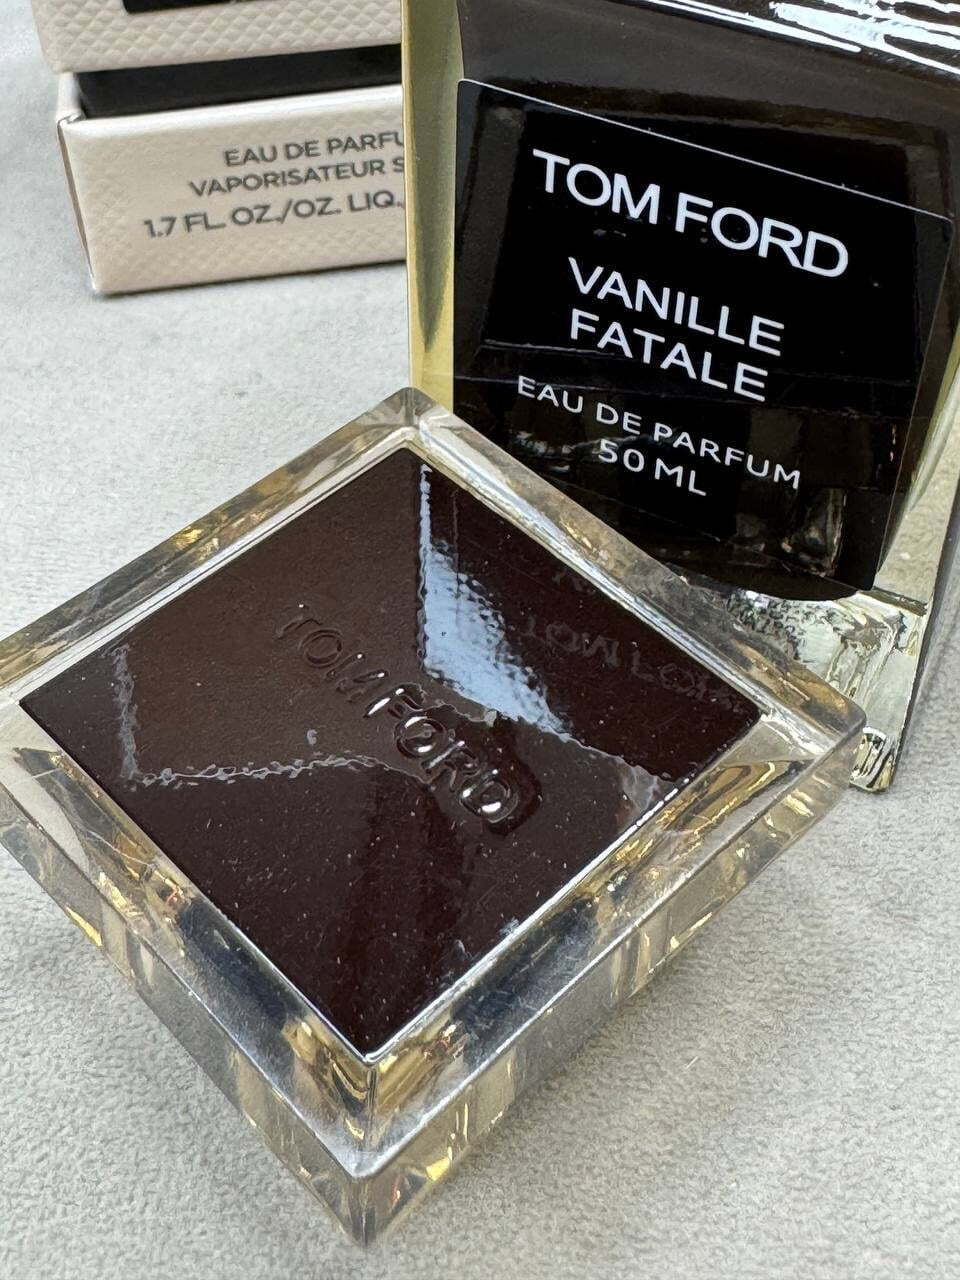 EAU DE PARFU
VAPORISATEUR S
1.7 FL. OZ./OZ. LIQ.,
TOM FORD
VANILLE
FATALE
EAU DE PARFUM
50 ML
TOM FORD